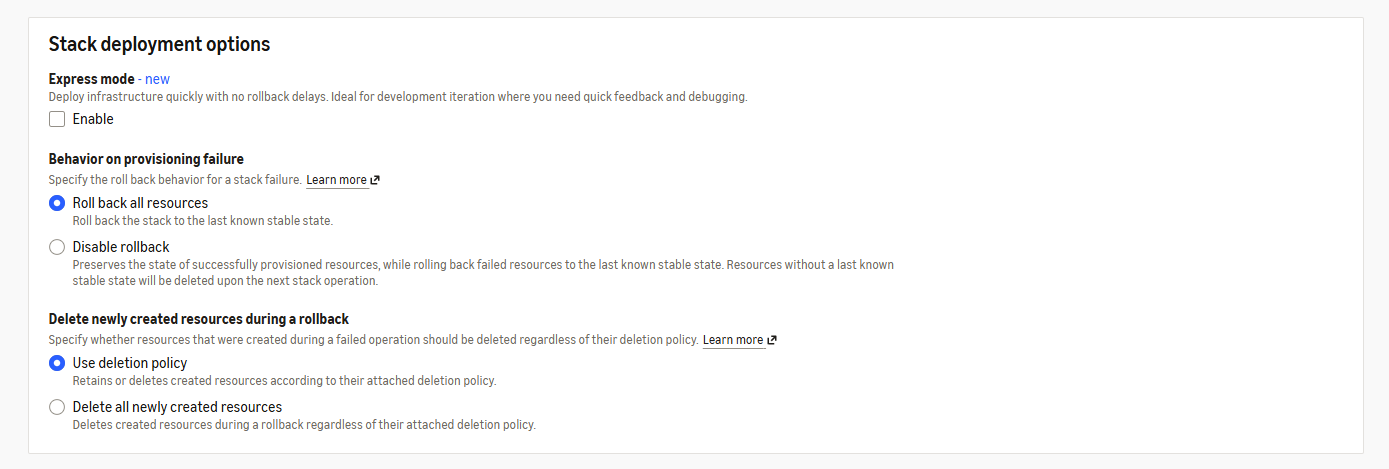 Stack deployment options
Express mode - new
Deploy infrastructure quickly with no rollback delays. Ideal for development iteration where you need quick feedback and debugging.
Enable
Behavior on provisioning failure
Specify the roll back behavior for a stack failure. Learn more
Roll back all resources
Roll back the stack to the last known stable state.
Disable rollback
Preserves the state of successfully provisioned resources, while rolling back failed resources to the last known stable state. Resources without a last known
stable state will be deleted upon the next stack operation.
Delete newly created resources during a rollback
Specify whether resources that were created during a failed operation should be deleted regardless of their deletion policy. Learn more
Use deletion policy
Retains or deletes created resources according to their attached deletion policy.
Delete all newly created resources
Deletes created resources during a rollback regardless of their attached deletion policy.